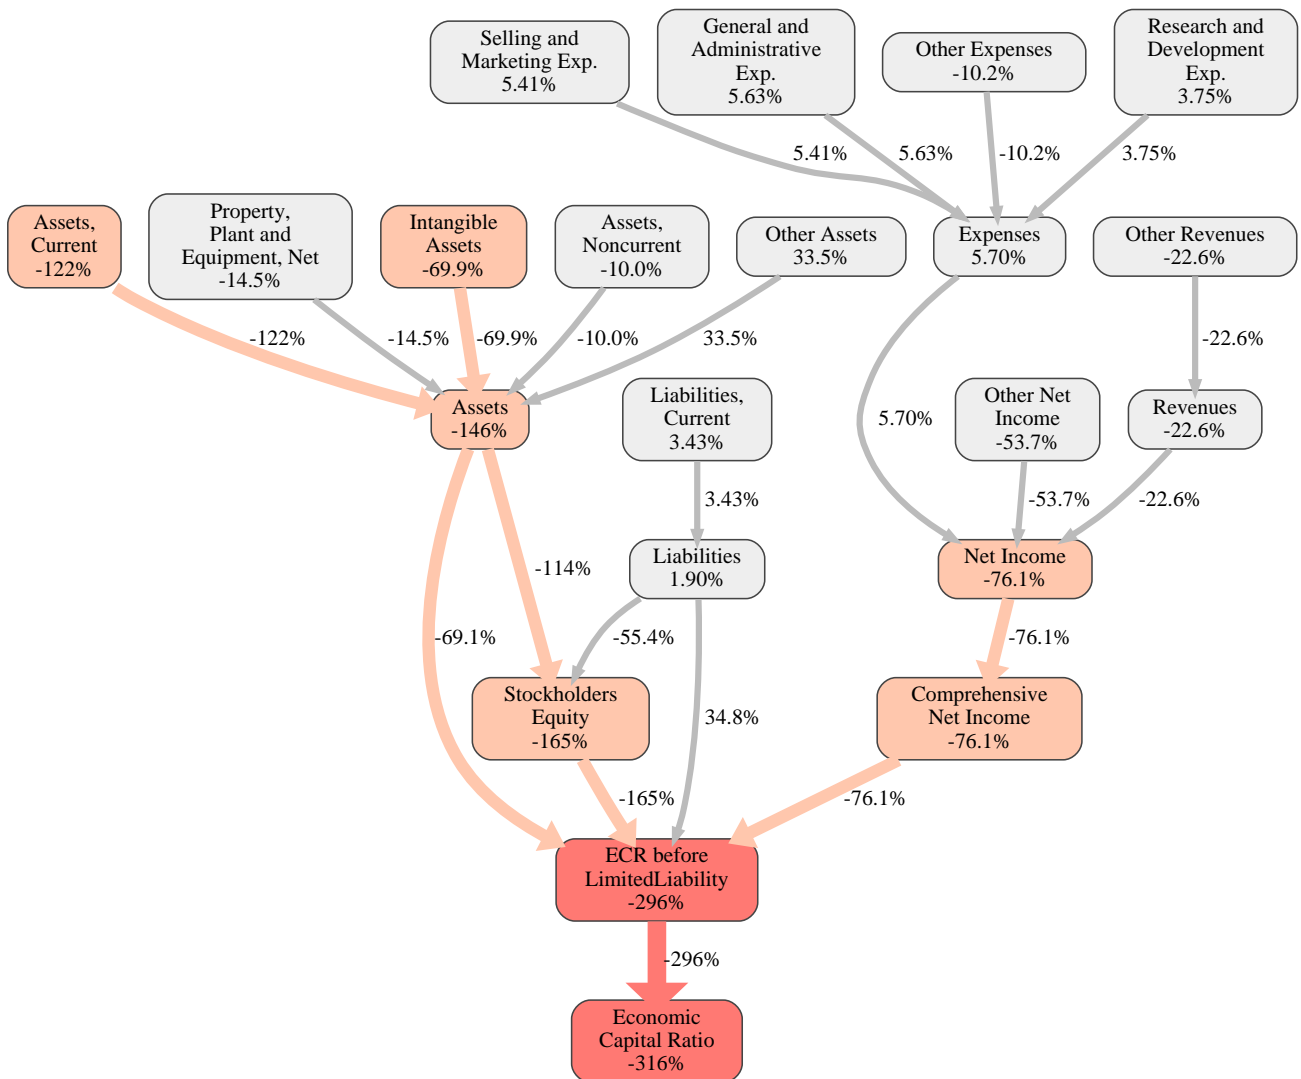 Selling and
Marketing Exp.
5.41%
General and
Administrative
Exp.
5.63%
Other Expenses
-10.2%
Research and
Development
Exp.
3.75%
5.41%
5.63%
-10.2%
3.75%
Assets,
Current
-122%
Property,
Plant and
Equipment, Net
-14.5%
Intangible
Assets
-69.9%
Assets,
Noncurrent
-10.0%
Other Assets
33.5%
Expenses
5.70%
Other Revenues
-22.6%
-122%
-14.5%
-69.9%
-10.0%
33.5%
-22.6%
Assets
-146%
Liabilities,
Current
3.43%
5.70%
Other Net
Income
-53.7%
Revenues
-22.6%
3.43%
-53.7%
-22.6%
-114%
Liabilities
1.90%
Net Income
-76.1%
-69.1%
-55.4%
-76.1%
Stockholders
Equity
-165%
34.8%
Comprehensive
Net Income
-76.1%
-165%
-76.1%
ECR before
LimitedLiability
-296%
-296%
Economic
Capital Ratio
-316%